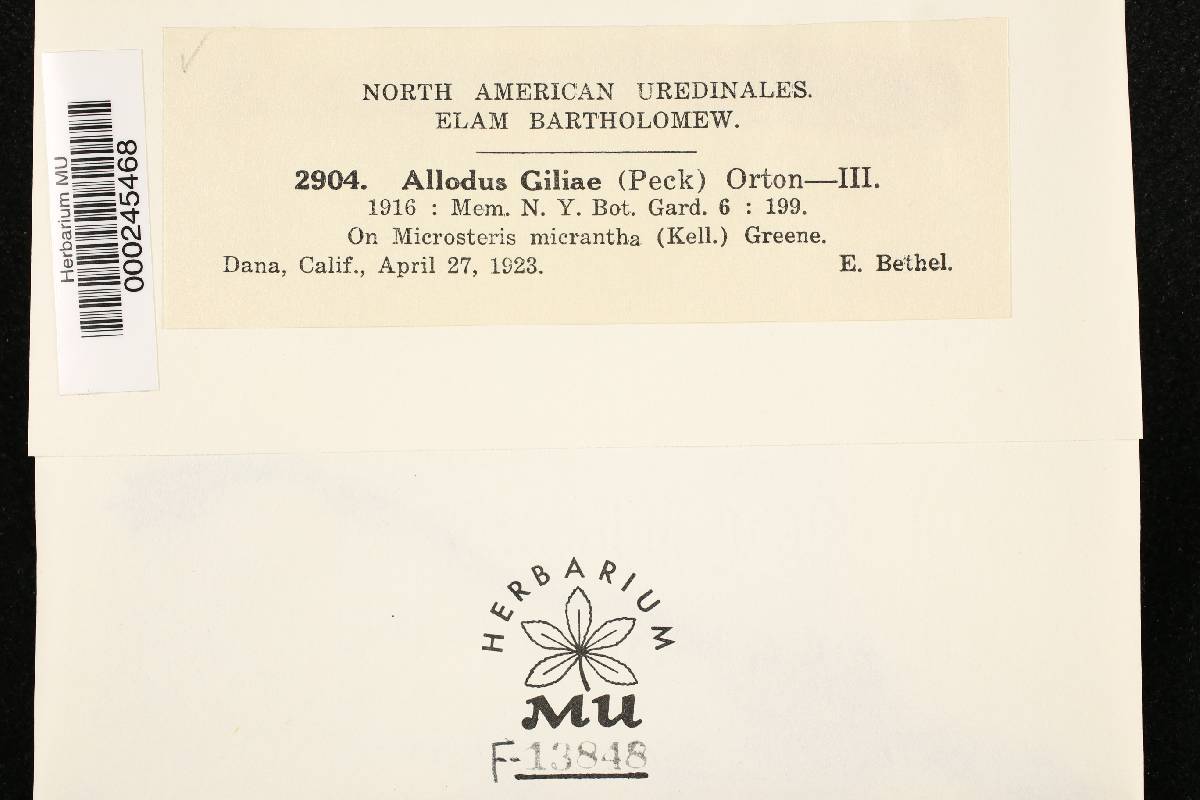 NORTH AMERICAN UREDINALES.
ELAM BARTHOLOMEW.
2904. Allodus Giliae (Peck) Orton—III.
1916 : Mem. N. Y. Bot. Gard. 6 : 199.
On Microsteris micrantha (Kell.) Greene.
Dana, Calif., April 27, 1923. E. Bethel.
Herbarium MU
000245468
HERBARIUM
MU
F-13848